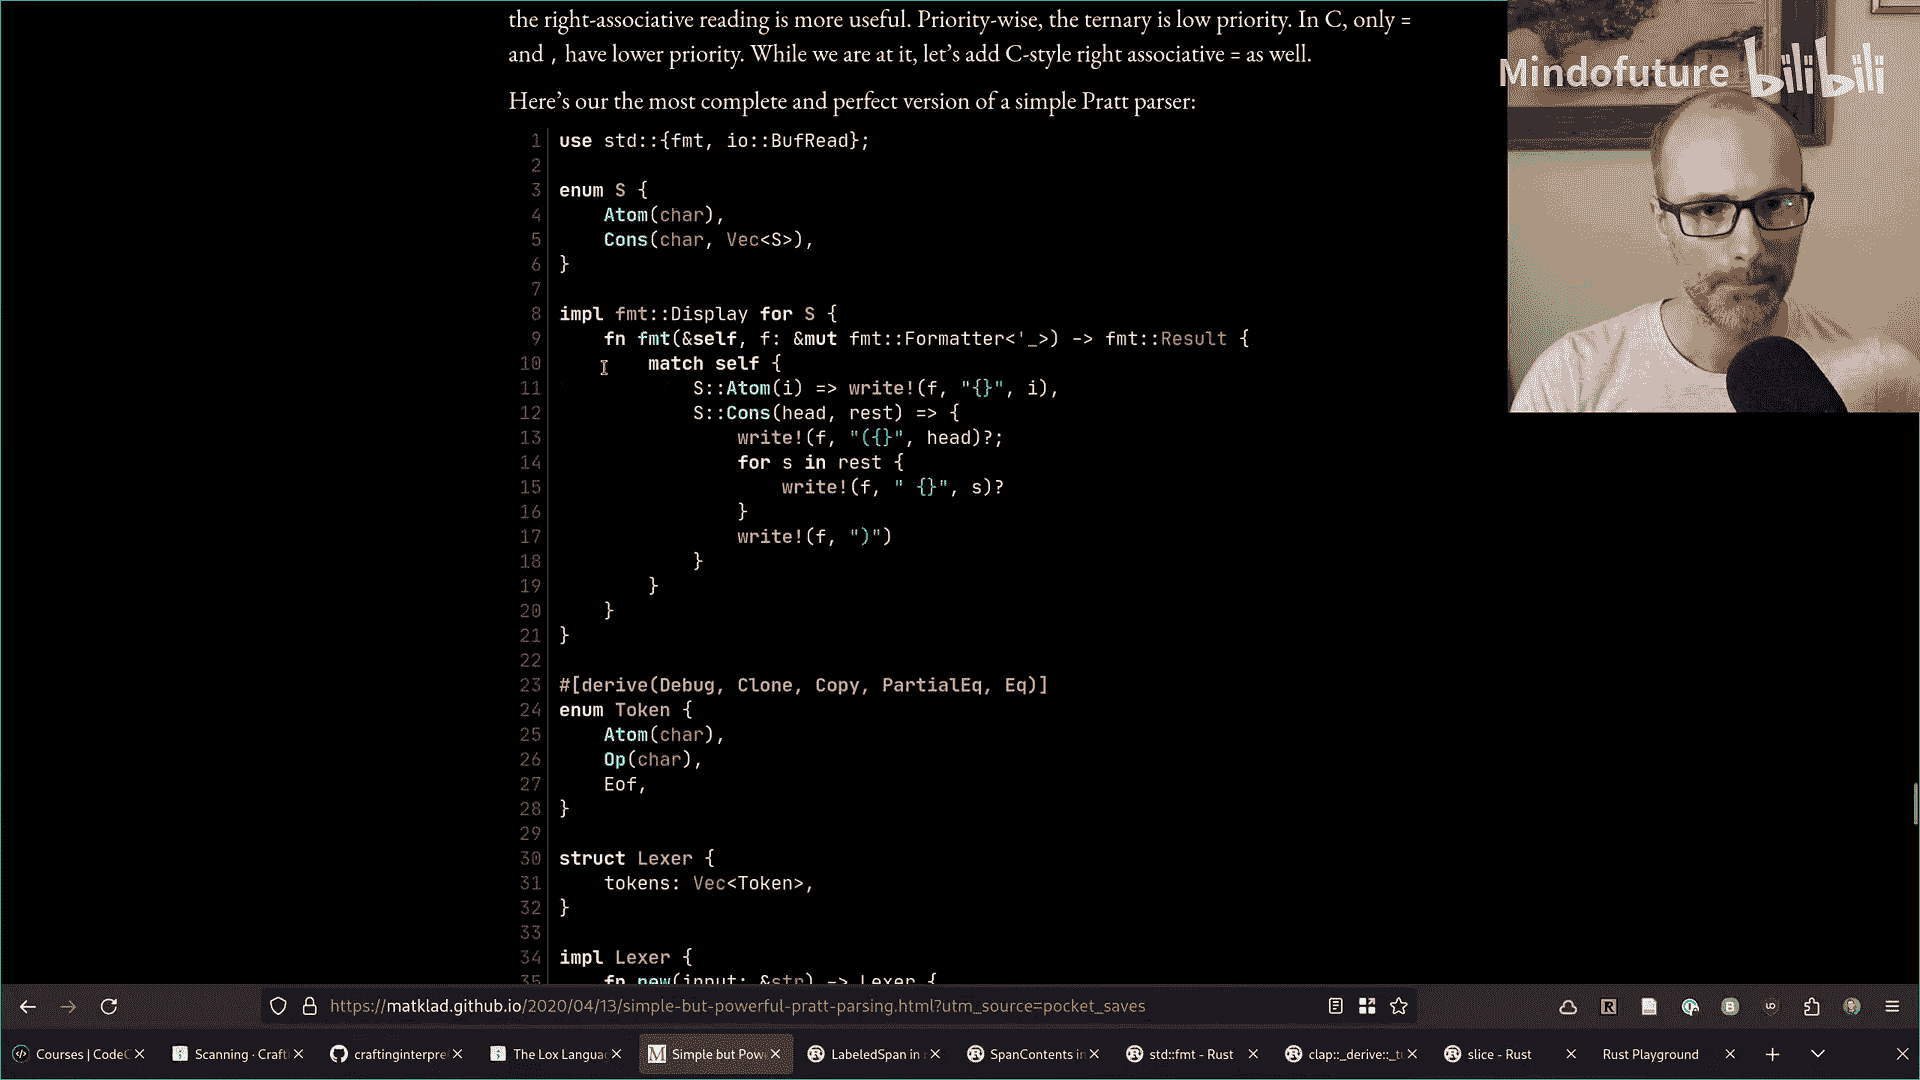 the right-associative reading is more useful. Priority-wise, the ternary is low priority. In C, only =
and , have lower priority. While we are at it, let's add C-style right associative = as well.
Mindofuture bilibili
Here's our the most complete and perfect version of a simple Pratt parser:
1 use std::{fmt, io::BufRead};
2
3 enum S {
4 Atom(char),
5 Cons(char, Vec<S>),
6 }
7
8 impl fmt::Display for S {
9 fn fmt(&self, f: &mut fmt::Formatter<'_>) -> fmt::Result {
10 match self {
11 S::Atom(i) => write!(f, "{}", i),
12 S::Cons(head, rest) => {
13 write!(f, "({}", head)?;
14 for s in rest {
15 write!(f, " {}", s)?
16 }
17 write!(f, ")")
18 }
19 }
20 }
21 }
22
23 #[derive(Debug, Clone, Copy, PartialEq, Eq)]
24 enum Token {
25 Atom(char),
26 Op(char),
27 Eof,
28 }
29
30 struct Lexer {
31 tokens: Vec<Token>,
32 }
33
34 impl Lexer {
35 fn new(input: &str) -> Lexer {
https://matklad.github.io/2020/04/13/simple-but-powerful-pratt-parsing.html?utm_source=pocket_saves
Courses | Code Scanning · Craft craftinginterpre The Lox Langua M Simple but Pow LabeledSpan in SpanContents in std::fmt - Rust clap::_derive::_t slice - Rust Rust Playground